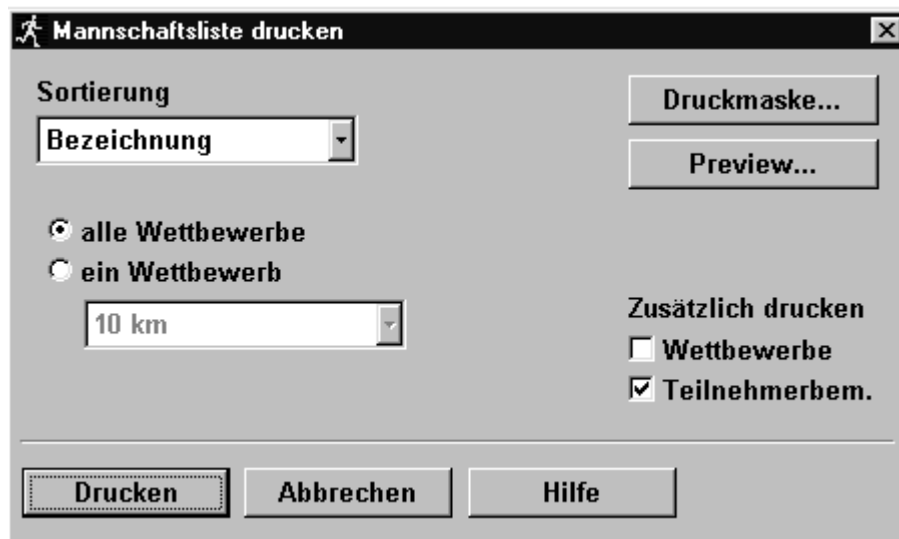 Mannschaftsliste drucken
Sortierung
Bezeichnung
Druckmaske...
Preview...
alle Wettbewerbe
ein Wettbewerb
10 km
Zusätzlich drucken
Wettbewerbe
Teilnehmerbem.
Drucken
Abbrechen
Hilfe